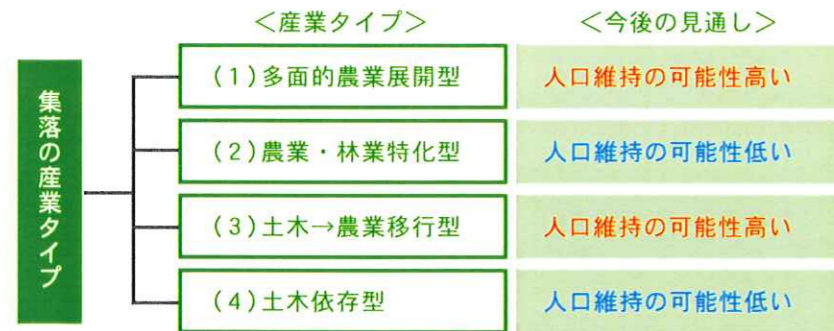 ＜産業タイプ＞ ＜今後の見通し＞
集落の産業タイプ
（1）多面的農業展開型 人口維持の可能性高い
（2）農業・林業特化型 人口維持の可能性低い
（3）土木→農業移行型 人口維持の可能性高い
（4）土木依存型 人口維持の可能性低い